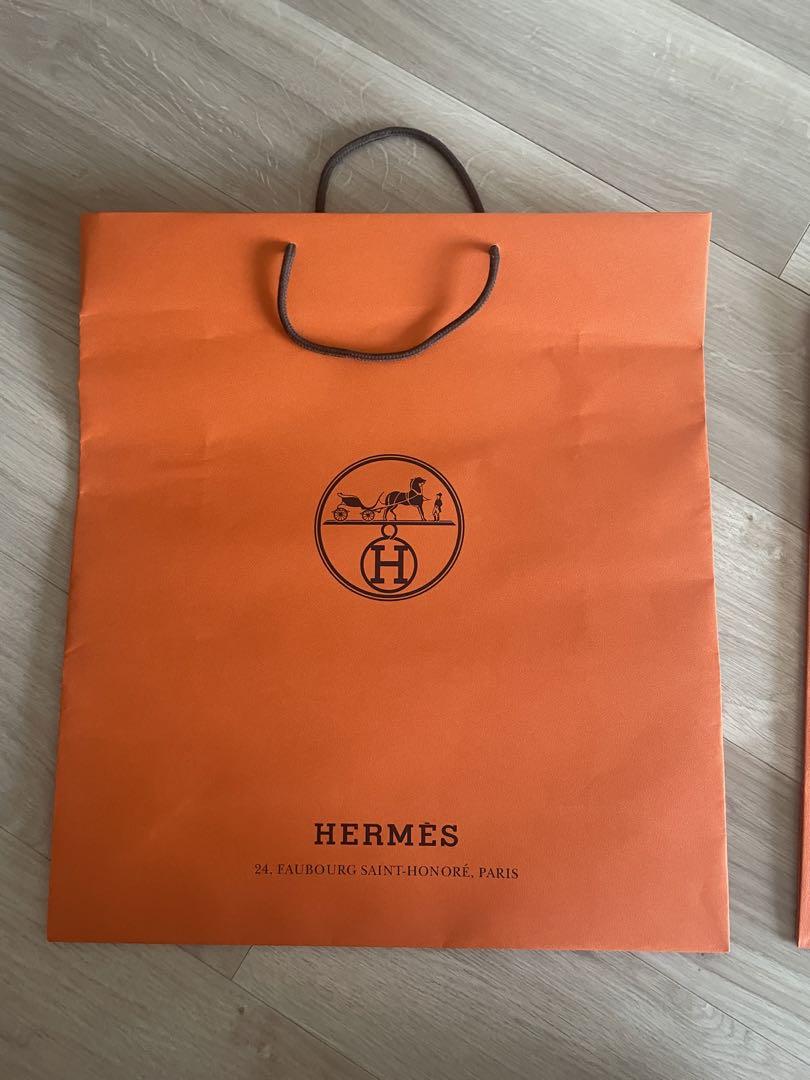 H
HERMÈS
24, FAUBOURG SAINT-HONORÉ, PARIS